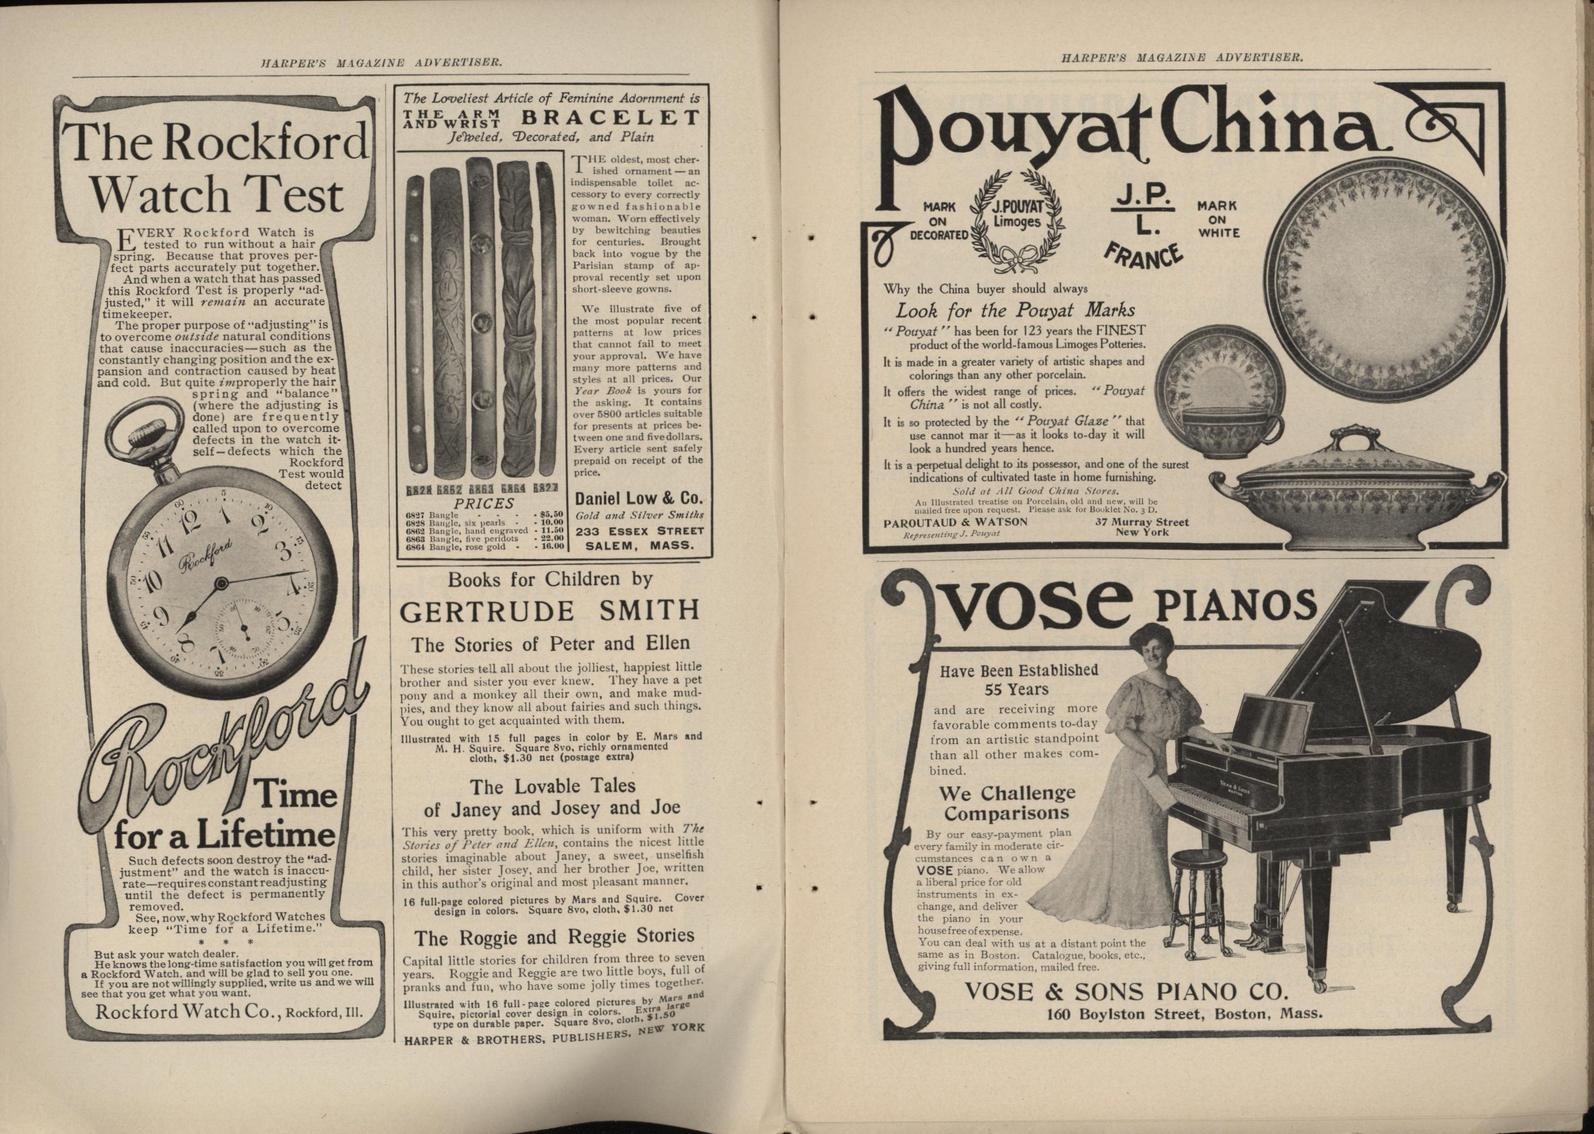 HARPER'S MAGAZINE ADVERTISER.
The Rockford
Watch Test
EVERY Rockford Watch is
tested to run without a hair
spring. Because that proves per-
fect parts accurately put together.
And when a watch that has passed
this Rockford Test is properly "ad-
justed," it will remain an accurate
timekeeper.
The proper purpose of "adjusting" is
to overcome outside natural conditions
that cause inaccuracies—such as the
constantly changing position and the ex-
pansion and contraction caused by heat
and cold. But quite improperly the hair
spring and "balance"
(where the adjusting is
done) are frequently
called upon to overcome
defects in the watch it-
self—defects which the
Rockford
Test would
detect
Rockford
12 1 2 3 4 5 7 8 9 10 11
Rockford
Time
for a Lifetime
Such defects soon destroy the "ad-
justment" and the watch is inaccu-
rate—requires constant readjusting
until the defect is permanently
removed.
See, now, why Rockford Watches
keep "Time for a Lifetime."
* * *
But ask your watch dealer.
He knows the long-time satisfaction you will get from
a Rockford Watch, and will be glad to sell you one.
If you are not willingly supplied, write us and we will
see that you get what you want.
Rockford Watch Co., Rockford, Ill.
The Loveliest Article of Feminine Adornment is
THE ARM AND WRIST BRACELET
Jeweled, Decorated, and Plain
THE oldest, most cher-
ished ornament—an
indispensable toilet ac-
cessory to every correctly
gowned fashionable
woman. Worn effectively
by bewitching beauties
for centuries. Brought
back into vogue by the
Parisian stamp of ap-
proval recently set upon
short-sleeve gowns.
We illustrate five of
the most popular recent
patterns at low prices
that cannot fail to meet
your approval. We have
many more patterns and
styles at all prices. Our
Year Book is yours for
the asking. It contains
over 5800 articles suitable
for presents at prices be-
tween one and five dollars.
Every article sent safely
prepaid on receipt of the
price.
6828 6862 6863 6864 6827
PRICES
6827 Bangle - - - - $5.50
6828 Bangle, six pearls - - 10.00
6862 Bangle, hand engraved - 11.50
6863 Bangle, five peridots - 22.00
6864 Bangle, rose gold - - 16.00
Daniel Low & Co.
Gold and Silver Smiths
233 ESSEX STREET
SALEM, MASS.
Books for Children by
GERTRUDE SMITH
The Stories of Peter and Ellen
These stories tell all about the jolliest, happiest little
brother and sister you ever knew. They have a pet
pony and a monkey all their own, and make mud-
pies, and they know all about fairies and such things.
You ought to get acquainted with them.
Illustrated with 15 full pages in color by E. Mars and
M. H. Squire. Square 8vo, richly ornamented
cloth, $1.30 net (postage extra)
The Lovable Tales
of Janey and Josey and Joe
This very pretty book, which is uniform with The
Stories of Peter and Ellen, contains the nicest little
stories imaginable about Janey, a sweet, unselfish
child, her sister Josey, and her brother Joe, written
in this author's original and most pleasant manner.
16 full-page colored pictures by Mars and Squire. Cover
design in colors. Square 8vo, cloth, $1.30 net
The Roggie and Reggie Stories
Capital little stories for children from three to seven
years. Roggie and Reggie are two little boys, full of
pranks and fun, who have some jolly times together.
Illustrated with 16 full-page colored pictures by Mars and
Squire, pictorial cover design in colors. Extra large
type on durable paper. Square 8vo, cloth, $1.50
HARPER & BROTHERS, PUBLISHERS, NEW YORK
HARPER'S MAGAZINE ADVERTISER.
Pouyat China
MARK
ON
DECORATED
J. POUYAT
Limoges
J.P.
L.
FRANCE
MARK
ON
WHITE
Why the China buyer should always
Look for the Pouyat Marks
"Pouyat" has been for 123 years the FINEST
product of the world-famous Limoges Potteries.
It is made in a greater variety of artistic shapes and
colorings than any other porcelain.
It offers the widest range of prices. "Pouyat
China" is not all costly.
It is so protected by the "Pouyat Glaze" that
use cannot mar it—as it looks to-day it will
look a hundred years hence.
It is a perpetual delight to its possessor, and one of the surest
indications of cultivated taste in home furnishing.
Sold at All Good China Stores.
An Illustrated treatise on Porcelain, old and new, will be
mailed free upon request. Please ask for Booklet No. 3 D.
PAROUTAUD & WATSON 37 Murray Street
Representing J. Pouyat New York
VOSE PIANOS
Have Been Established
55 Years
and are receiving more
favorable comments to-day
from an artistic standpoint
than all other makes com-
bined.
We Challenge
Comparisons
By our easy-payment plan
every family in moderate cir-
cumstances can own a
VOSE piano. We allow
a liberal price for old
instruments in ex-
change, and deliver
the piano in your
house free of expense.
You can deal with us at a distant point the
same as in Boston. Catalogue, books, etc.,
giving full information, mailed free.
VOSE & SONS PIANO CO.
160 Boylston Street, Boston, Mass.